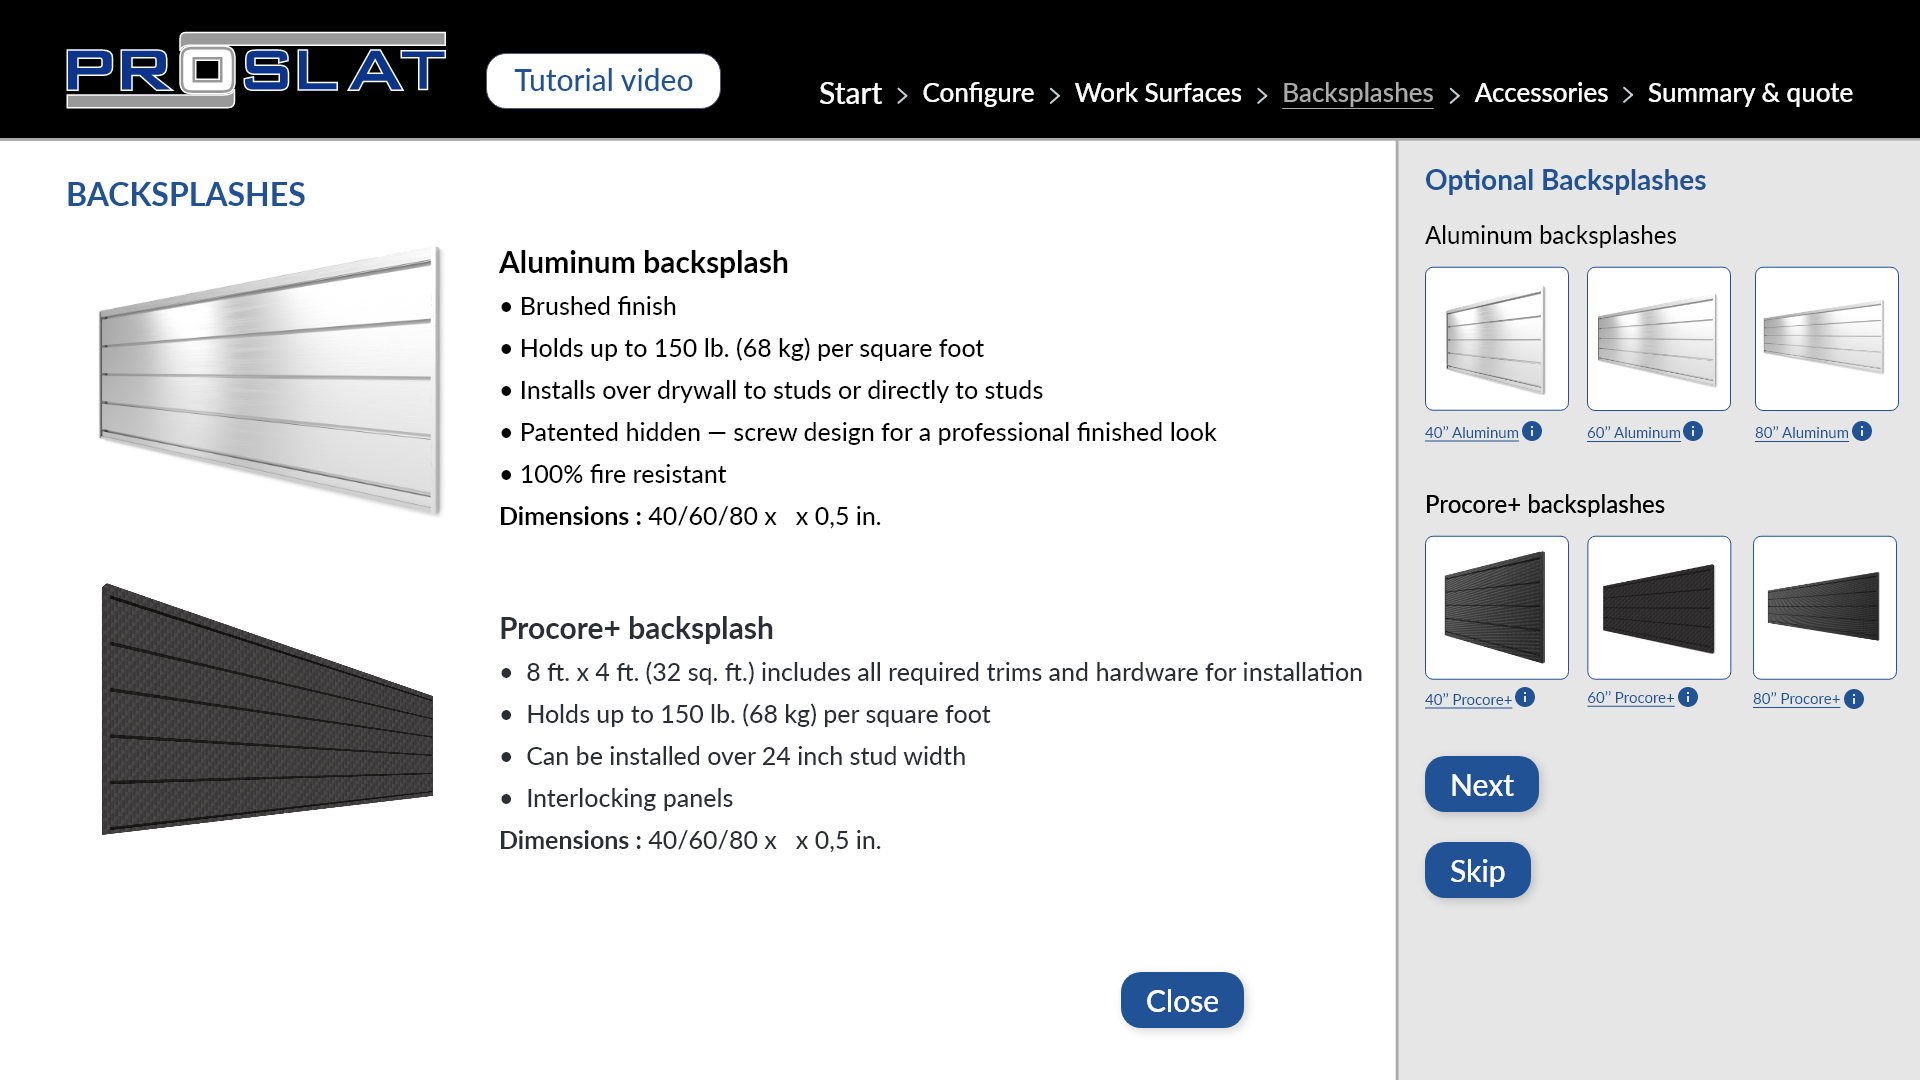 PROSLAT
Tutorial video
Start > Configure > Work Surfaces > Backsplashes > Accessories > Summary & quote
BACKSPLASHES
Aluminum backsplash
• Brushed finish
• Holds up to 150 lb. (68 kg) per square foot
• Installs over drywall to studs or directly to studs
• Patented hidden — screw design for a professional finished look
• 100% fire resistant
Dimensions : 40/60/80 x   x 0,5 in.
Procore+ backsplash
• 8 ft. x 4 ft. (32 sq. ft.) includes all required trims and hardware for installation
• Holds up to 150 lb. (68 kg) per square foot
• Can be installed over 24 inch stud width
• Interlocking panels
Dimensions : 40/60/80 x   x 0,5 in.
Close
Optional Backsplashes
Aluminum backsplashes
40’’ Aluminum i 60’’ Aluminum i 80’’ Aluminum i
Procore+ backsplashes
40’’ Procore+ i 60’’ Procore+ i 80’’ Procore+ i
Next
Skip